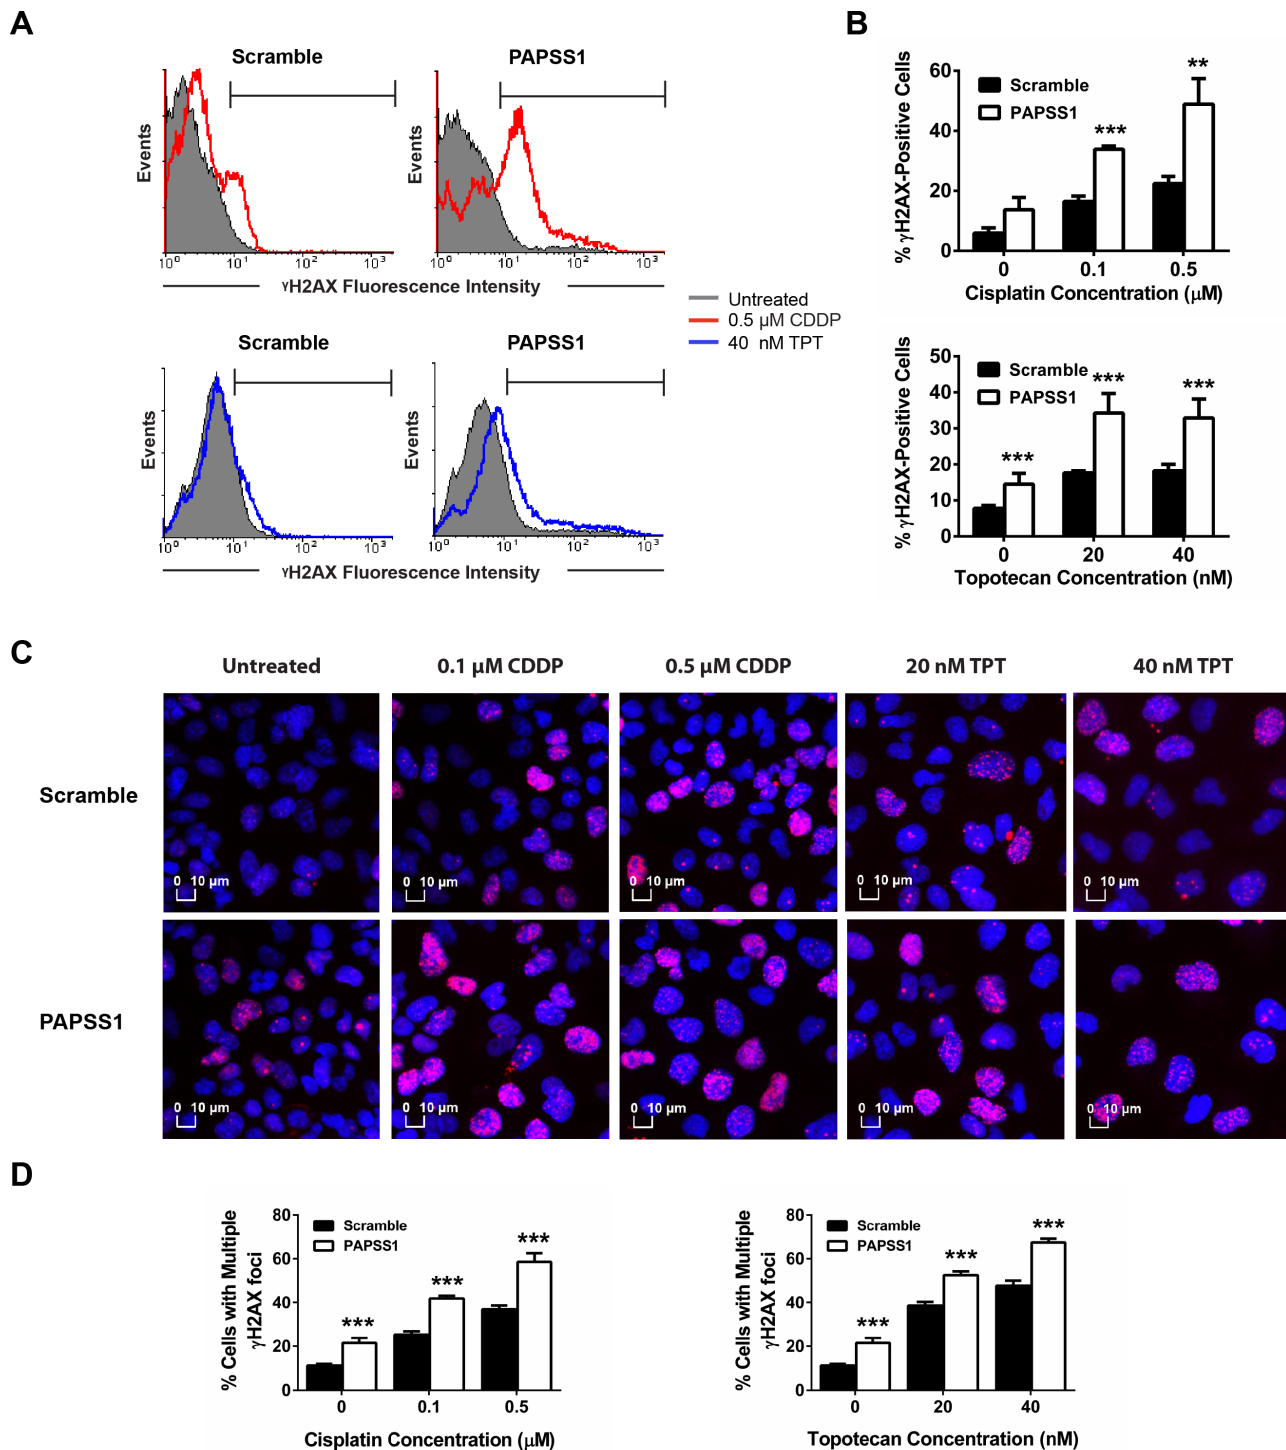 A
Scramble
PAPSS1
Events
Events
10⁰ 10¹ 10² 10³
10⁰ 10¹ 10² 10³
γH2AX Fluorescence Intensity
Untreated
0.5 μM CDDP
40 nM TPT
Scramble
PAPSS1
Events
Events
10⁰ 10¹ 10² 10³
10⁰ 10¹ 10² 10³
γH2AX Fluorescence Intensity
B
% γH2AX-Positive Cells
60
40
20
0
Scramble
PAPSS1
***
**
0 0.1 0.5
Cisplatin Concentration (μM)
% γH2AX-Positive Cells
50
40
30
20
10
0
Scramble
PAPSS1
***
***
***
0 20 40
Topotecan Concentration (nM)
C
Untreated 0.1 μM CDDP 0.5 μM CDDP 20 nM TPT 40 nM TPT
Scramble
0 10 μm
0 10 μm
0 10 μm
0 10 μm
0 10 μm
PAPSS1
0 10 μm
0 10 μm
0 10 μm
0 10 μm
0 10 μm
D
% Cells with Multiple
γH2AX foci
80
60
40
20
0
Scramble
PAPSS1
***
***
***
0 0.1 0.5
Cisplatin Concentration (μM)
% Cells with Multiple
γH2AX foci
80
60
40
20
0
Scramble
PAPSS1
***
***
***
0 20 40
Topotecan Concentration (nM)